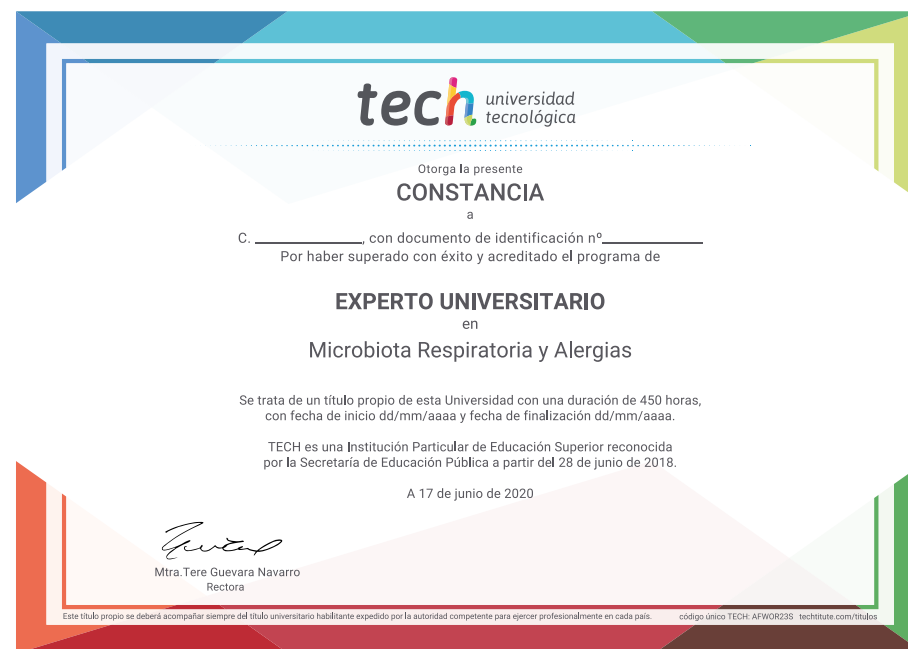 tech universidad
tecnológica
Otorga la presente
CONSTANCIA
a
C. ____________, con documento de identificación nº____________
Por haber superado con éxito y acreditado el programa de
EXPERTO UNIVERSITARIO
en
Microbiota Respiratoria y Alergias
Se trata de un título propio de esta Universidad con una duración de 450 horas,
con fecha de inicio dd/mm/aaaa y fecha de finalización dd/mm/aaaa.
TECH es una Institución Particular de Educación Superior reconocida
por la Secretaría de Educación Pública a partir del 28 de junio de 2018.
A 17 de junio de 2020
Mtra.Tere Guevara Navarro
Rectora
Este título propio se deberá acompañar siempre del título universitario habilitante expedido por la autoridad competente para ejercer profesionalmente en cada país. código único TECH: AFWOR23S techtitute.com/titulos